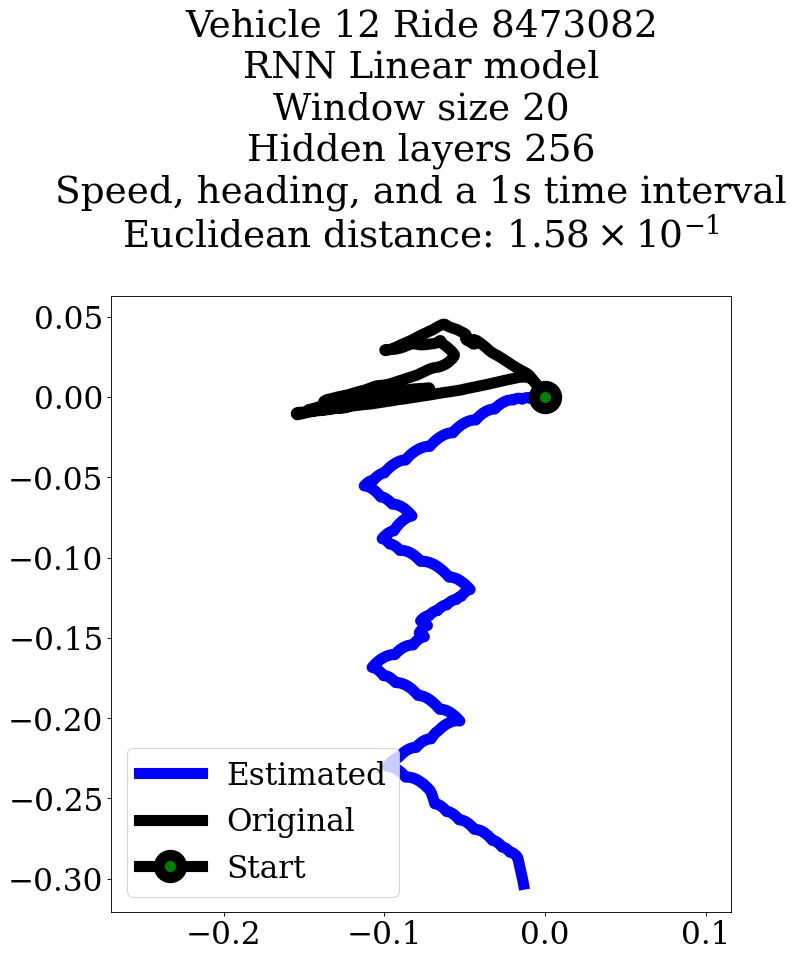 Vehicle 12 Ride 8473082
RNN Linear model
Window size 20
Hidden layers 256
Speed, heading, and a 1s time interval
Euclidean distance: 1.58 × 10⁻¹
0.05
0.00
−0.05
−0.10
−0.15
−0.20
−0.25
−0.30
Estimated
Original
Start
−0.2
−0.1
0.0
0.1